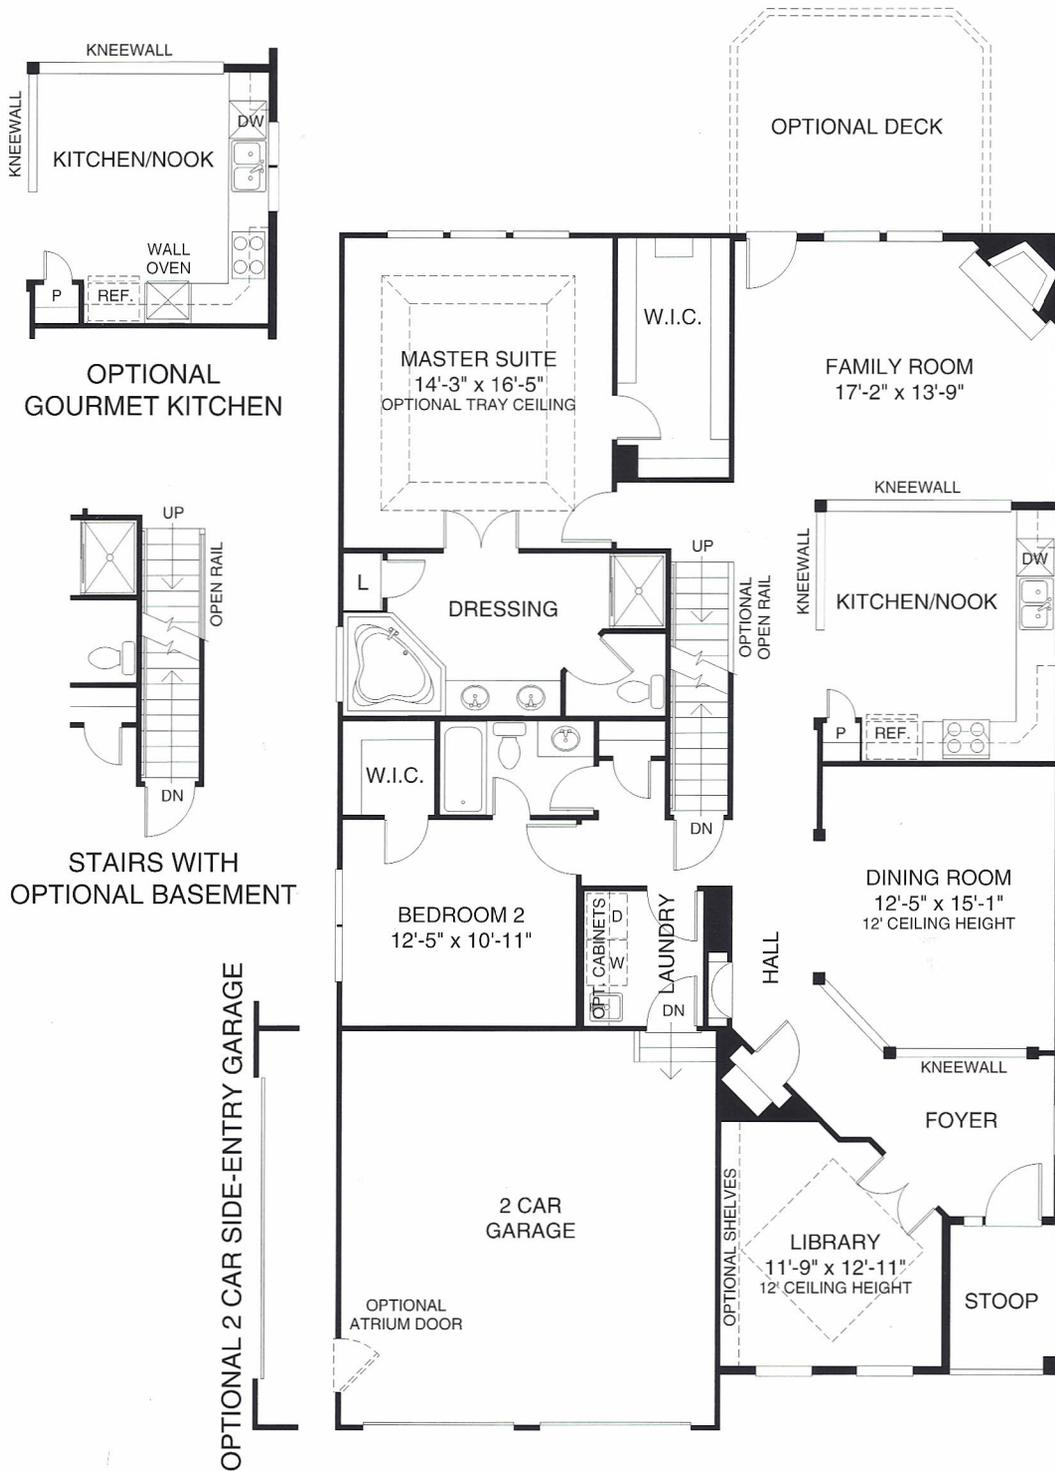 KNEEWALL
KNEEWALL
DW
KITCHEN/NOOK
WALL
OVEN
P
REF.
OPTIONAL
GOURMET KITCHEN
OPTIONAL DECK
W.I.C.
MASTER SUITE
14'-3" x 16'-5"
OPTIONAL TRAY CEILING
FAMILY ROOM
17'-2" x 13'-9"
KNEEWALL
KNEEWALL
DW
KITCHEN/NOOK
P
REF.
UP
OPEN RAIL
DN
STAIRS WITH
OPTIONAL BASEMENT
L
DRESSING
UP
OPTIONAL
OPEN RAIL
DN
W.I.C.
BEDROOM 2
12'-5" x 10'-11"
OPT. CABINETS
D
W
LAUNDRY
DN
HALL
DINING ROOM
12'-5" x 15'-1"
12' CEILING HEIGHT
KNEEWALL
FOYER
OPTIONAL 2 CAR SIDE-ENTRY GARAGE
2 CAR
GARAGE
OPTIONAL
ATRIUM DOOR
OPTIONAL SHELVES
LIBRARY
11'-9" x 12'-11"
12' CEILING HEIGHT
STOOP